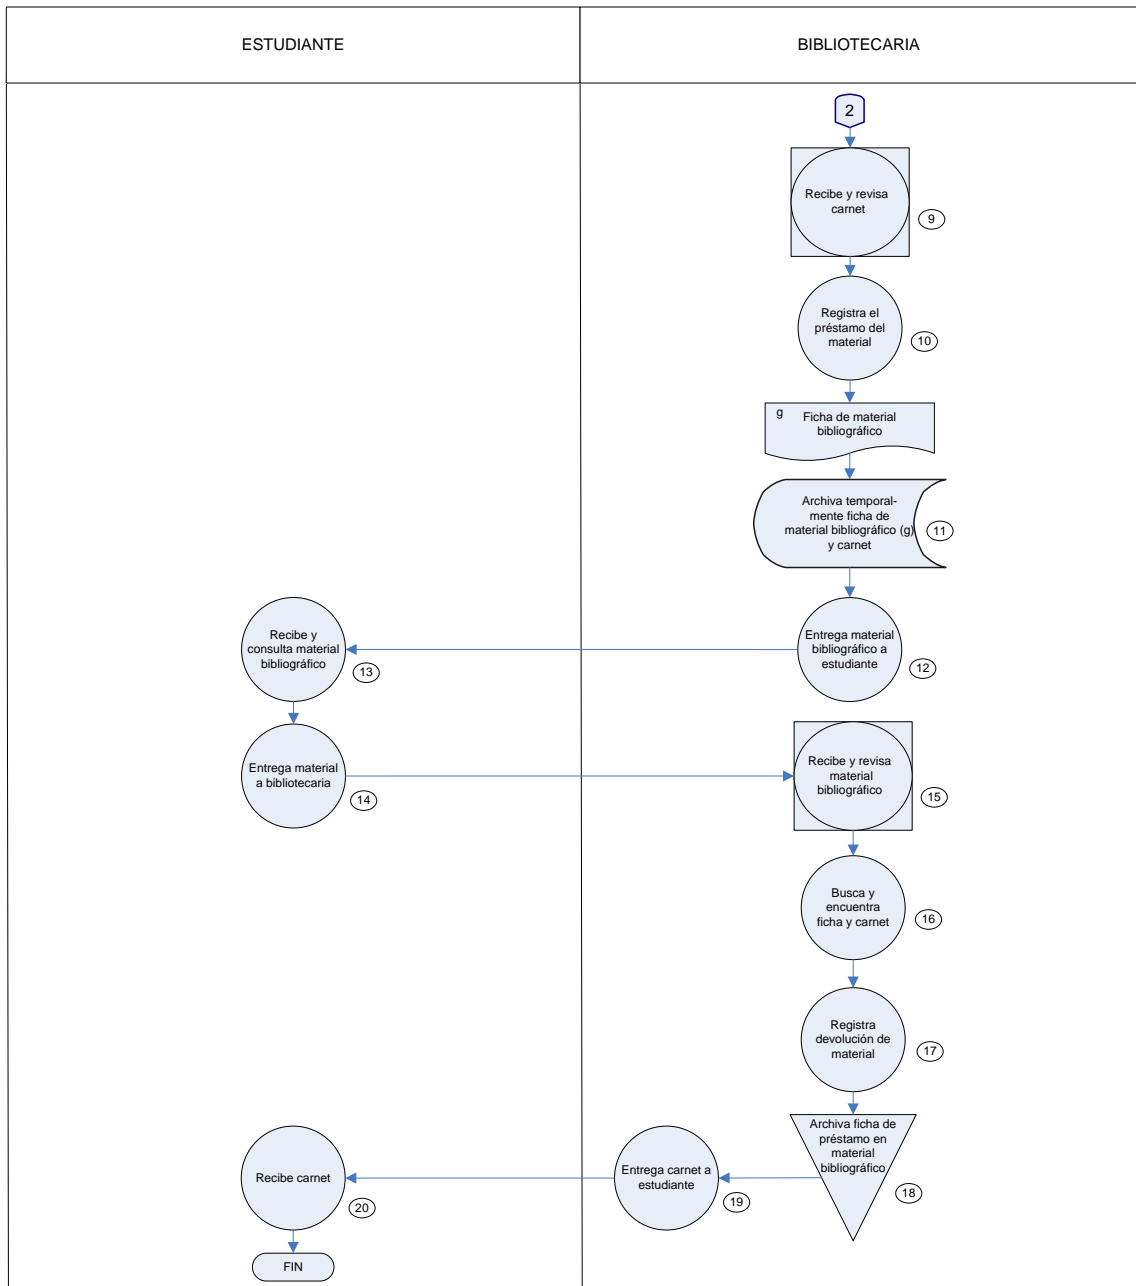 ESTUDIANTE
BIBLIOTECARIA
2
Recibe y revisa
carnet
9
Registra el
préstamo del
material
10
g
Ficha de material
bibliográfico
Archiva temporal-
mente ficha de
material bibliográfico (g)
y carnet
11
Entrega material
bibliográfico a
estudiante
12
Recibe y
consulta material
bibliográfico
13
Entrega material
a bibliotecaria
14
Recibe y revisa
material
bibliográfico
15
Busca y
encuentra
ficha y carnet
16
Registra
devolución de
material
17
Archiva ficha de
préstamo en
material
bibliográfico
18
Entrega carnet a
estudiante
19
Recibe carnet
20
FIN